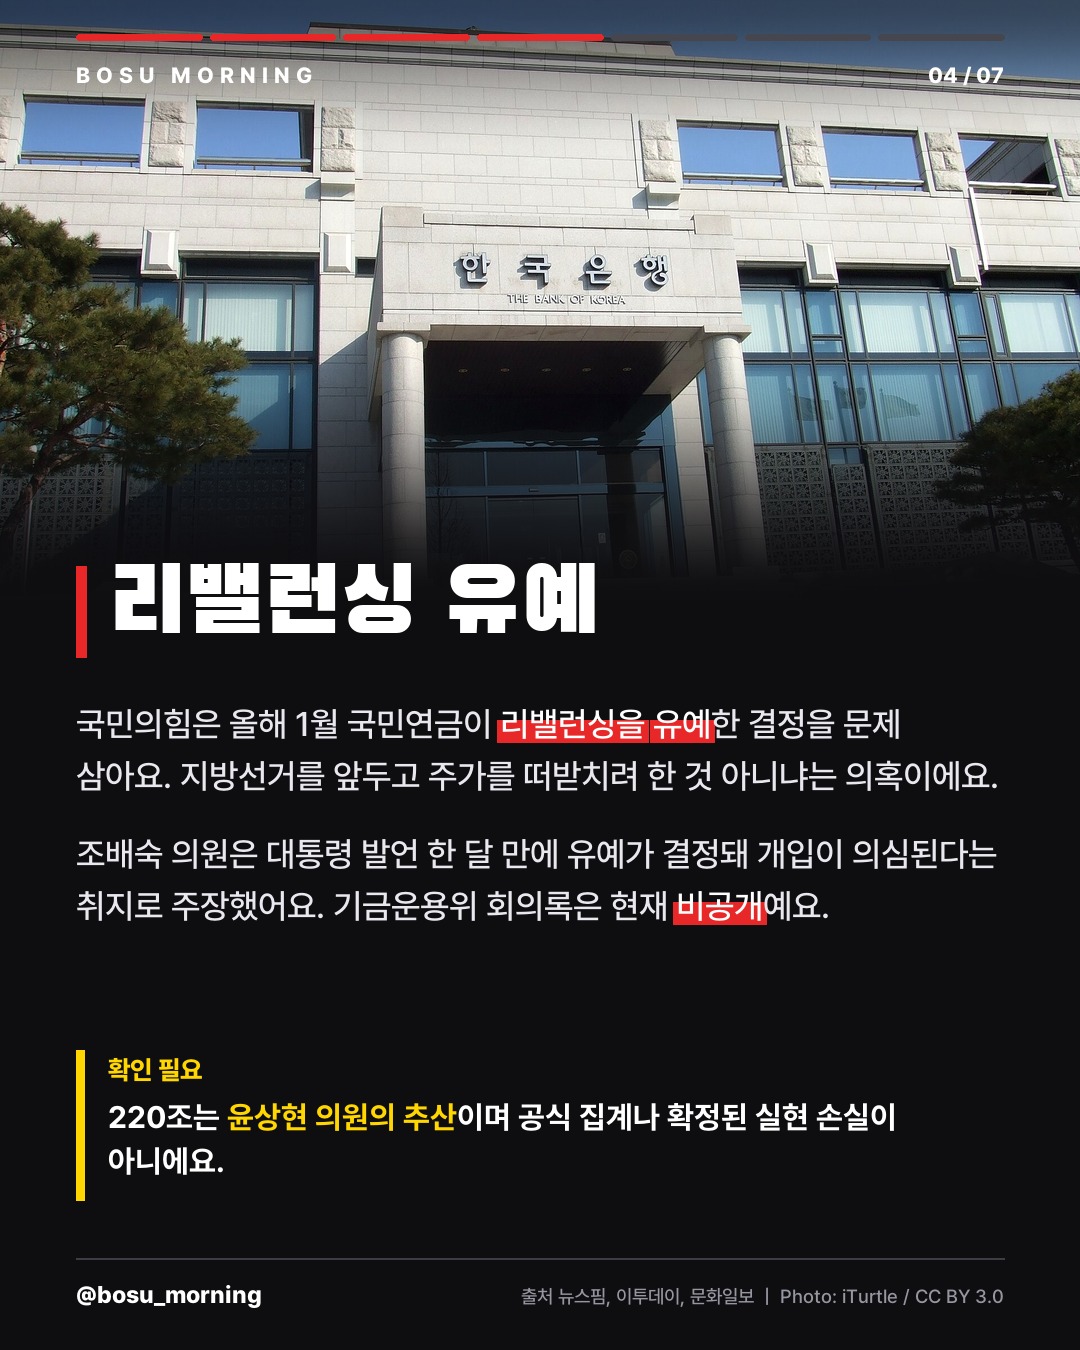 BOSU MORNING
04 / 07
한국은행
THE BANK OF KOREA
리밸런싱 유예
국민의힘은 올해 1월 국민연금이 리밸런싱을 유예한 결정을 문제
삼아요. 지방선거를 앞두고 주가를 떠받치려 한 것 아니냐는 의혹이에요.
조배숙 의원은 대통령 발언 한 달 만에 유예가 결정돼 개입이 의심된다는
취지로 주장했어요. 기금운용위 회의록은 현재 비공개예요.
확인 필요
220조는 윤상현 의원의 추산이며 공식 집계나 확정된 실현 손실이
아니에요.
@bosu_morning
출처 뉴스핌, 이투데이, 문화일보 | Photo: iTurtle / CC BY 3.0